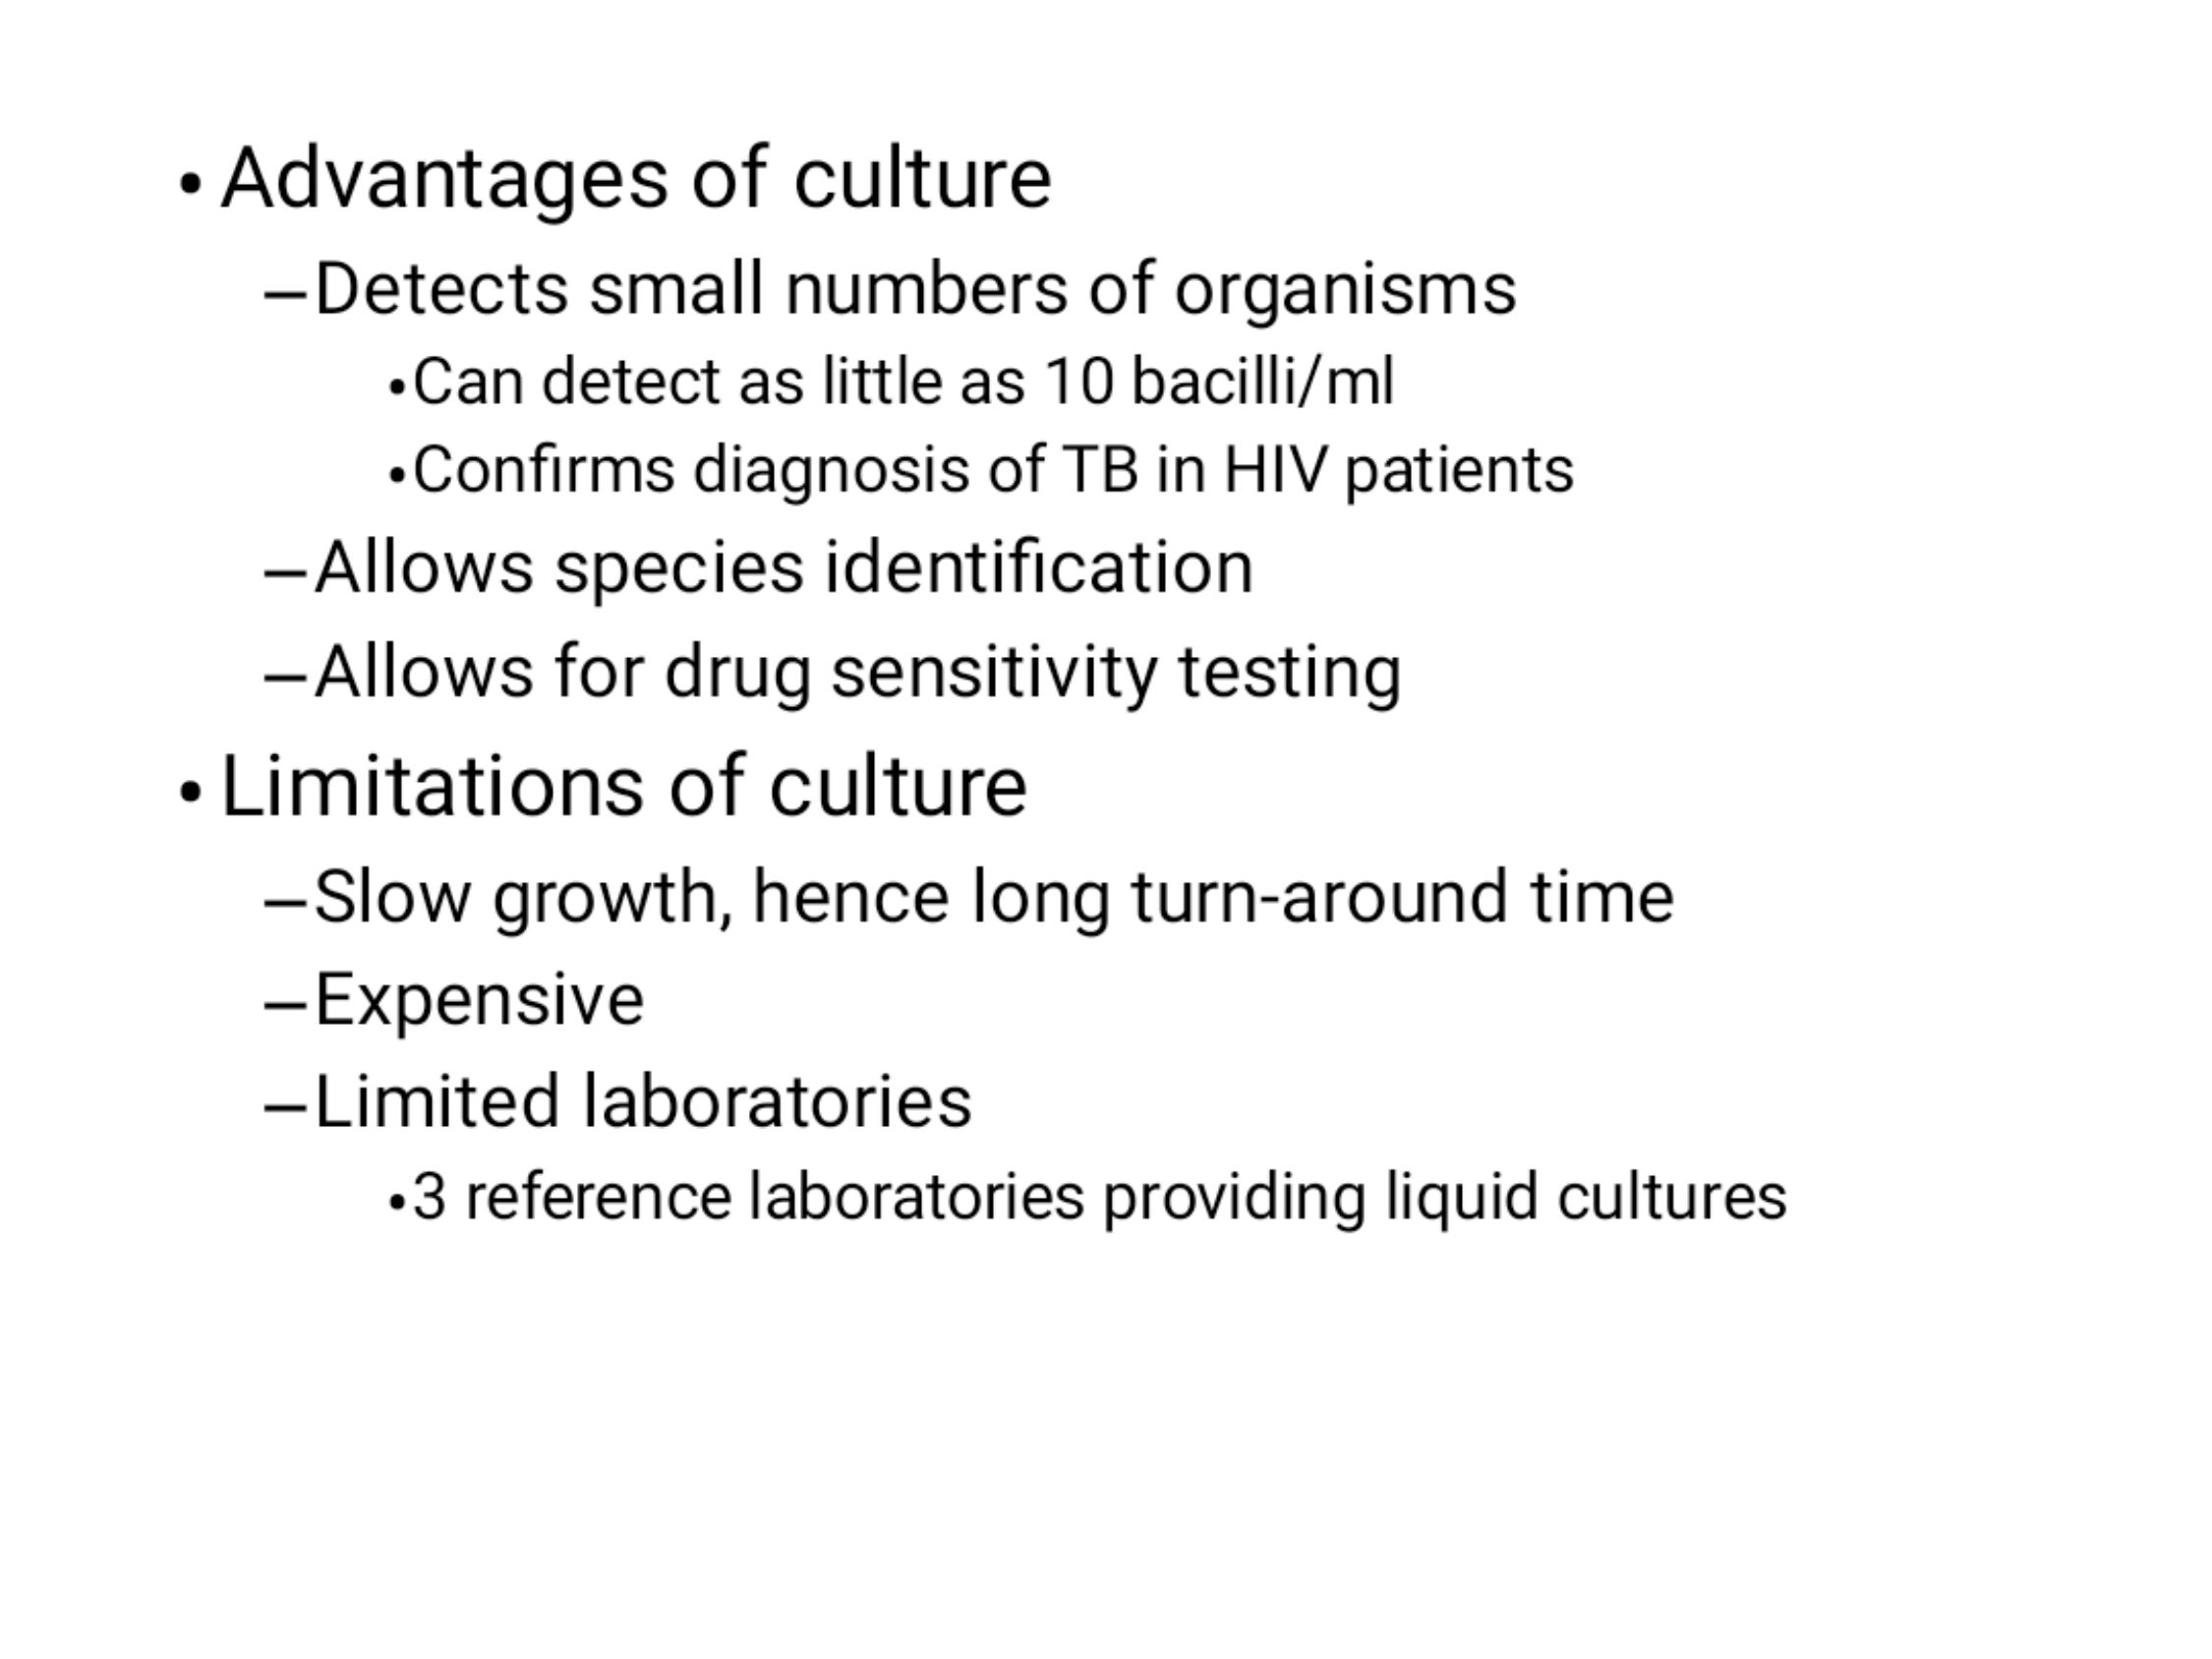 • Advantages of culture
–Detects small numbers of organisms
•Can detect as little as 10 bacilli/ml
•Confirms diagnosis of TB in HIV patients
–Allows species identification
–Allows for drug sensitivity testing
• Limitations of culture
–Slow growth, hence long turn-around time
–Expensive
–Limited laboratories
•3 reference laboratories providing liquid cultures